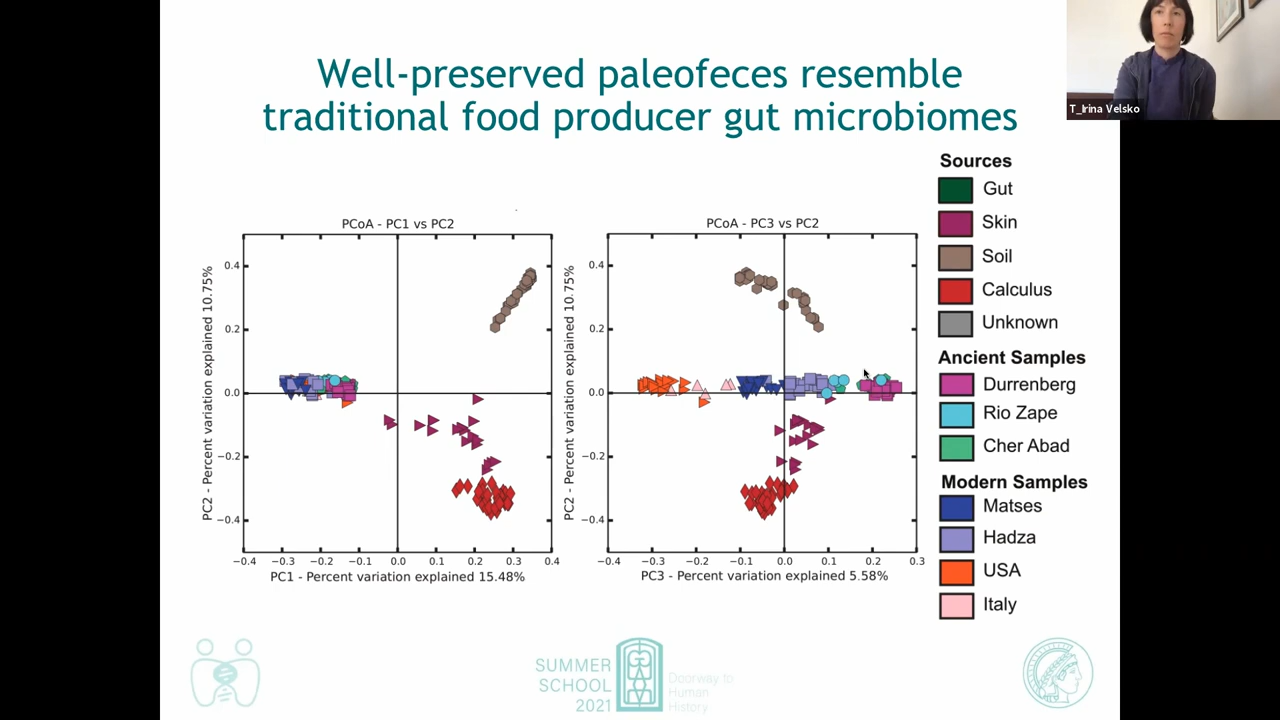 Well-preserved paleofeces resemble
traditional food producer gut microbiomes
T_Irina Velsko
PCoA - PC1 vs PC2
PC2 - Percent variation explained 10.75%
0.4
0.2
0.0
−0.2
−0.4
−0.4 −0.3 −0.2 −0.1 0.0 0.1 0.2 0.3 0.4
PC1 - Percent variation explained 15.48%
PCoA - PC3 vs PC2
PC2 - Percent variation explained 10.75%
0.4
0.2
0.0
−0.2
−0.4
−0.4 −0.3 −0.2 −0.1 0.0 0.1 0.2 0.3
PC3 - Percent variation explained 5.58%
Sources
Gut
Skin
Soil
Calculus
Unknown
Ancient Samples
Durrenberg
Rio Zape
Cher Abad
Modern Samples
Matses
Hadza
USA
Italy
SUMMER
SCHOOL
2021
Doorway to
Human
History